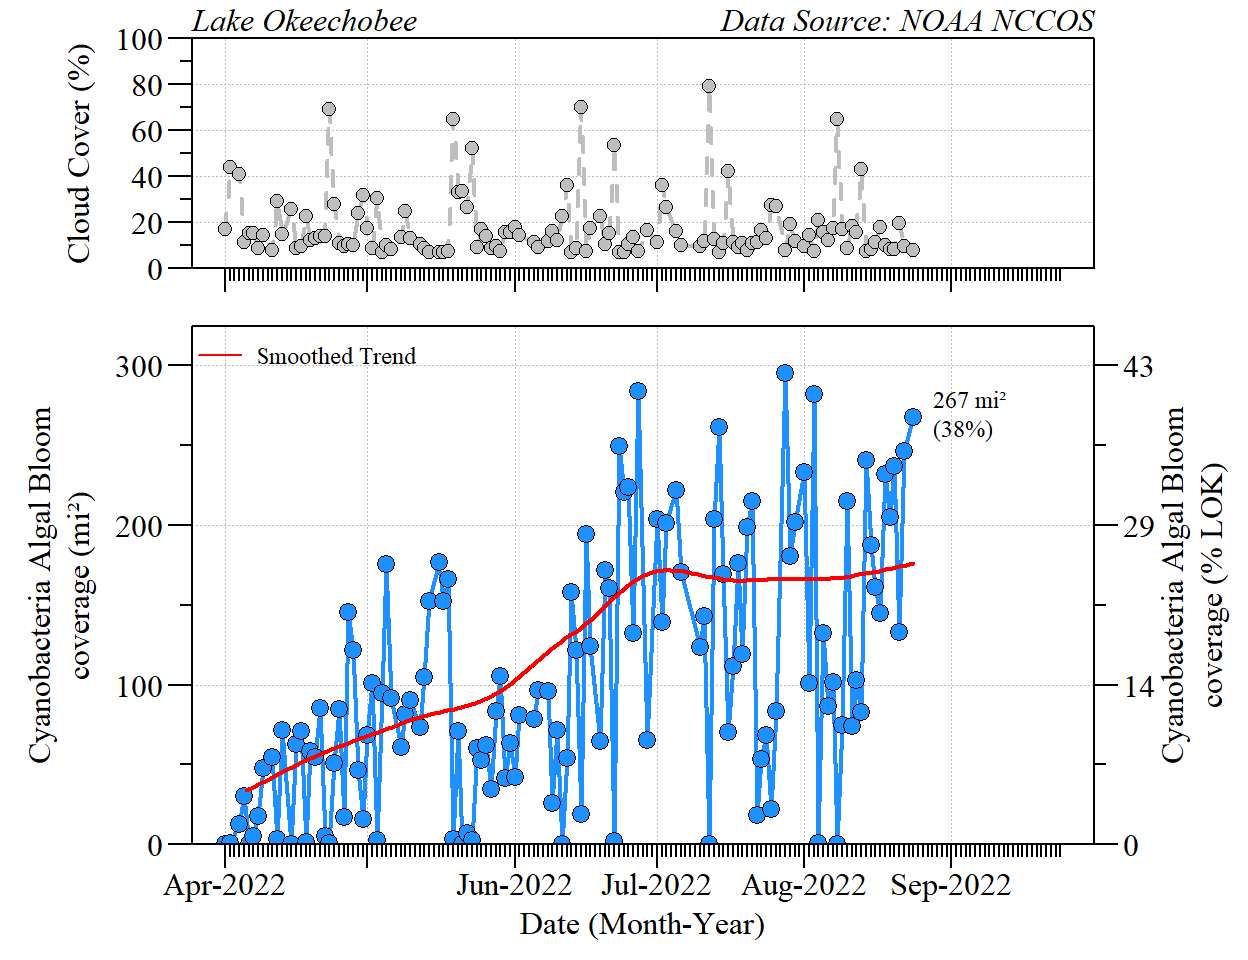 Lake Okeechobee
Data Source: NOAA NCCOS
Cloud Cover (%)
100
80
60
40
20
0
Smoothed Trend
Cyanobacteria Algal Bloom
coverage (mi²)
300
200
100
0
267 mi²
(38%)
43
29
14
0
Cyanobacteria Algal Bloom
coverage (% LOK)
Apr-2022
Jun-2022
Jul-2022
Aug-2022
Sep-2022
Date (Month-Year)